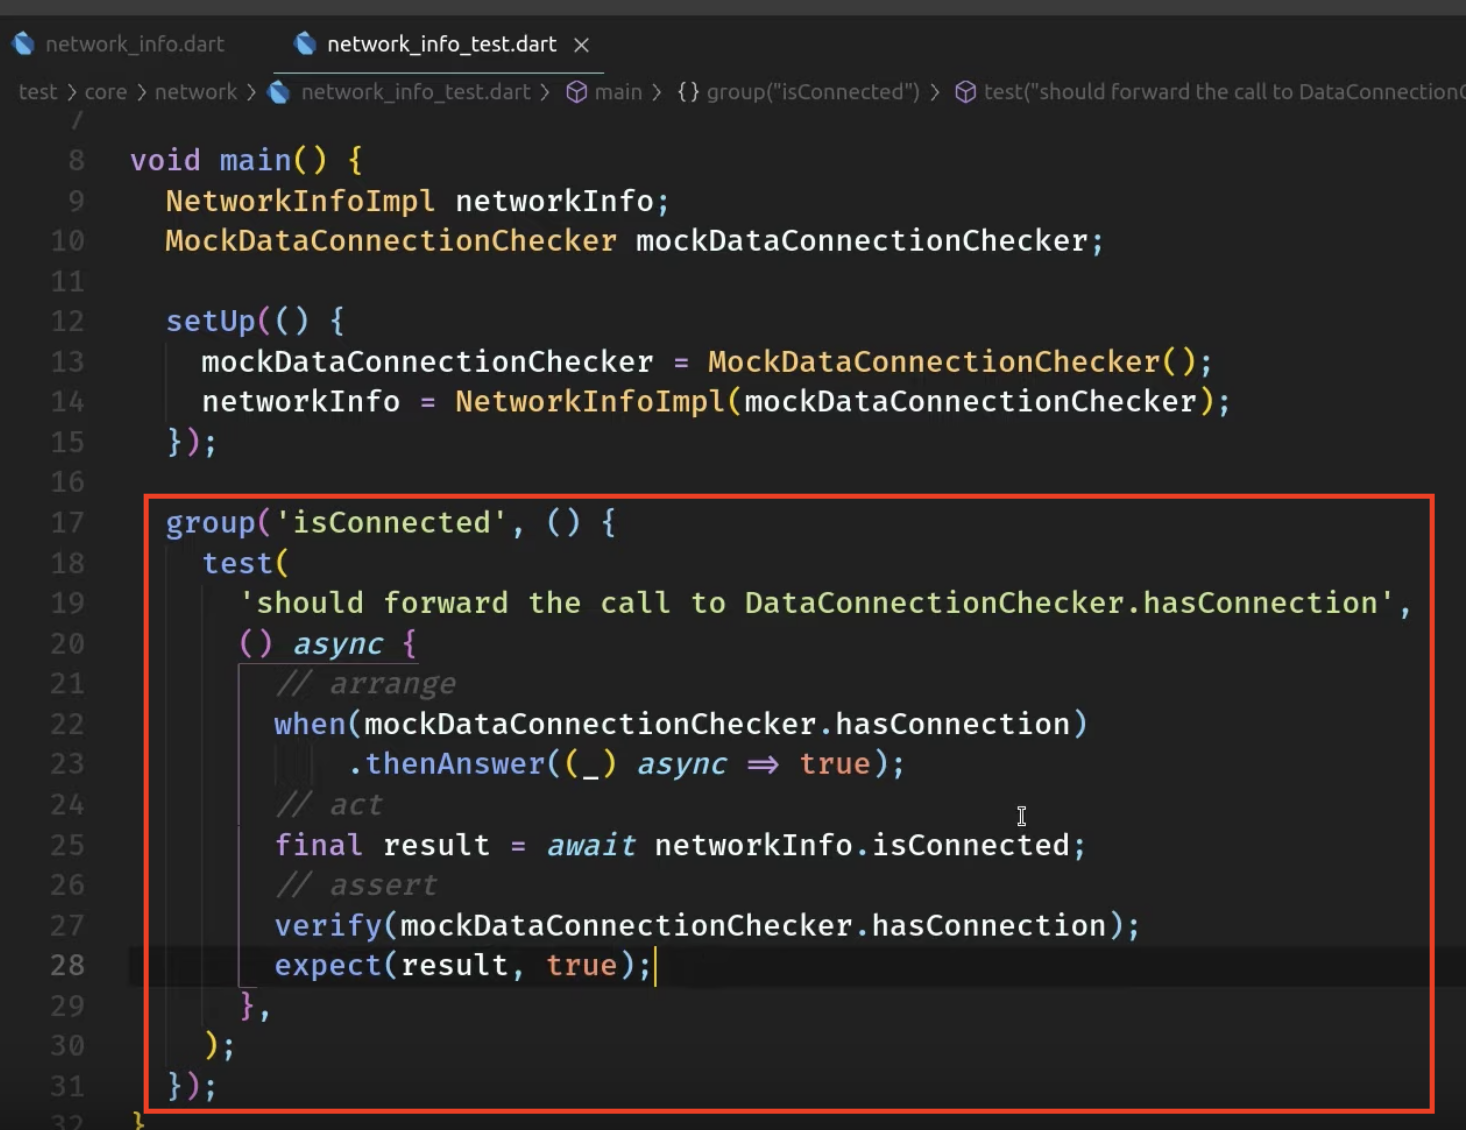 network_info.dart network_info_test.dart
test > core > network > network_info_test.dart > main > {} group("isConnected") > test("should forward the call to DataConnectionC
7
8 void main() {
9 NetworkInfoImpl networkInfo;
10 MockDataConnectionChecker mockDataConnectionChecker;
11
12 setUp(() {
13 mockDataConnectionChecker = MockDataConnectionChecker();
14 networkInfo = NetworkInfoImpl(mockDataConnectionChecker);
15 });
16
17 group('isConnected', () {
18 test(
19 'should forward the call to DataConnectionChecker.hasConnection',
20 () async {
21 // arrange
22 when(mockDataConnectionChecker.hasConnection)
23 .thenAnswer((_) async => true);
24 // act
25 final result = await networkInfo.isConnected;
26 // assert
27 verify(mockDataConnectionChecker.hasConnection);
28 expect(result, true);
29 },
30 );
31 });
32 }